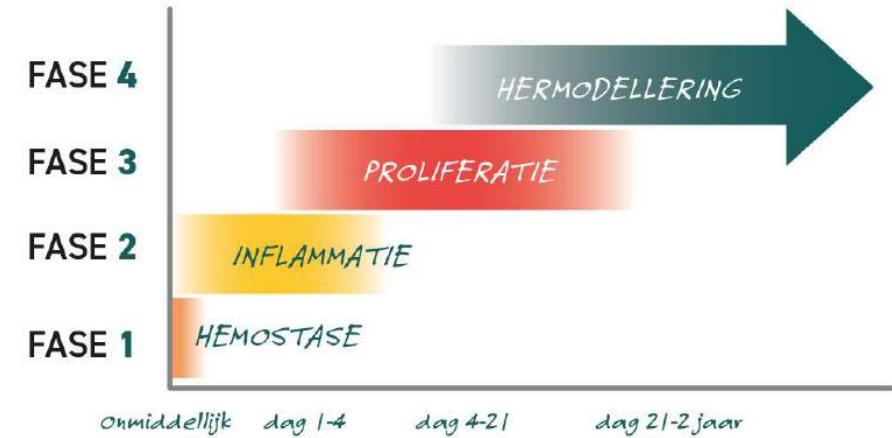 FASE 4
HERMODELLERING
FASE 3
PROLIFERATIE
FASE 2
INFLAMMATIE
FASE 1
HEMOSTASE
Onmiddellijk dag 1-4 dag 4-21 dag 21-2 jaar